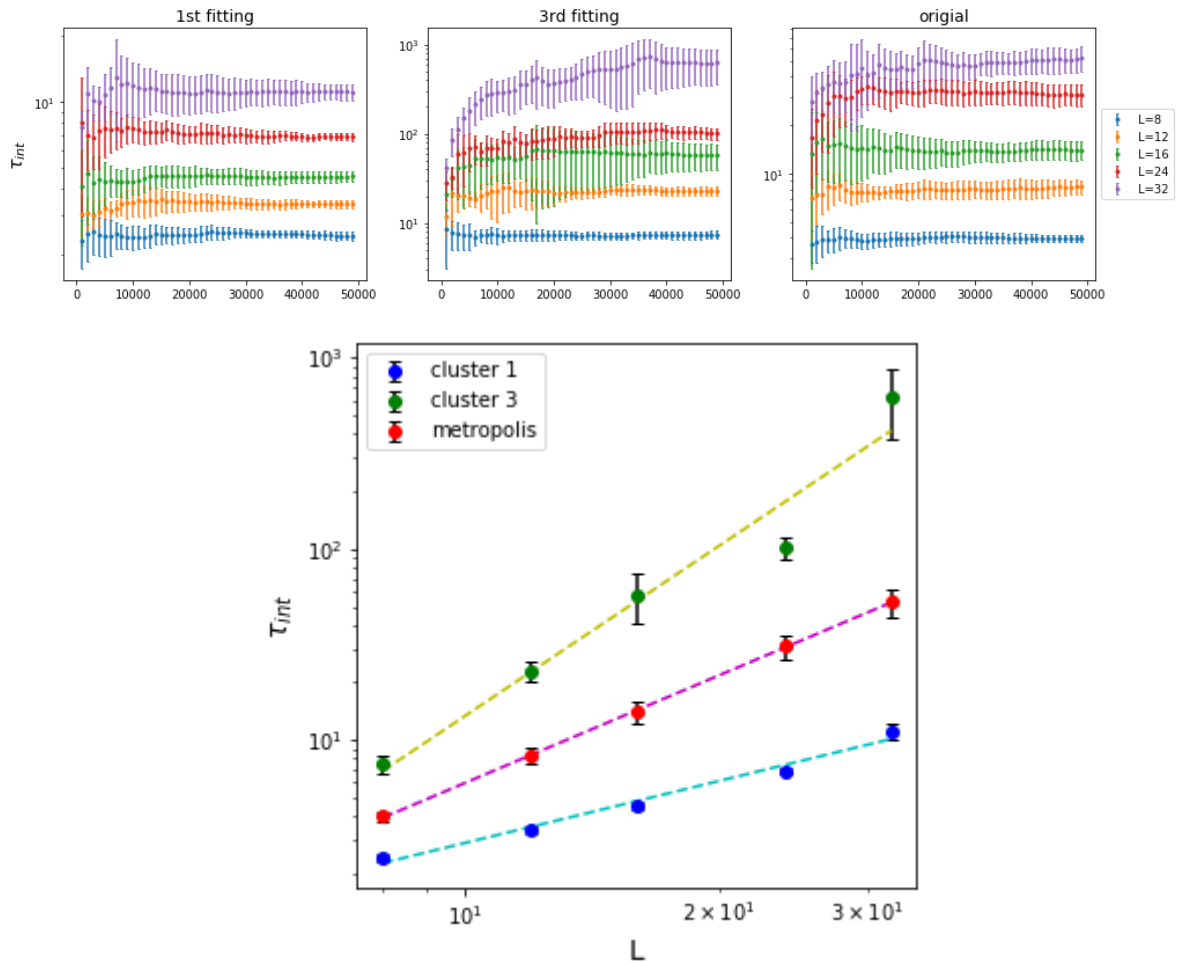 1st fitting
3rd fitting
origial
τint
10¹
10³
10²
10¹
10¹
0 10000 20000 30000 40000 50000
0 10000 20000 30000 40000 50000
0 10000 20000 30000 40000 50000
L=8
L=12
L=16
L=24
L=32
cluster 1
cluster 3
metropolis
τint
10³
10²
10¹
10¹ 2 × 10¹ 3 × 10¹
L